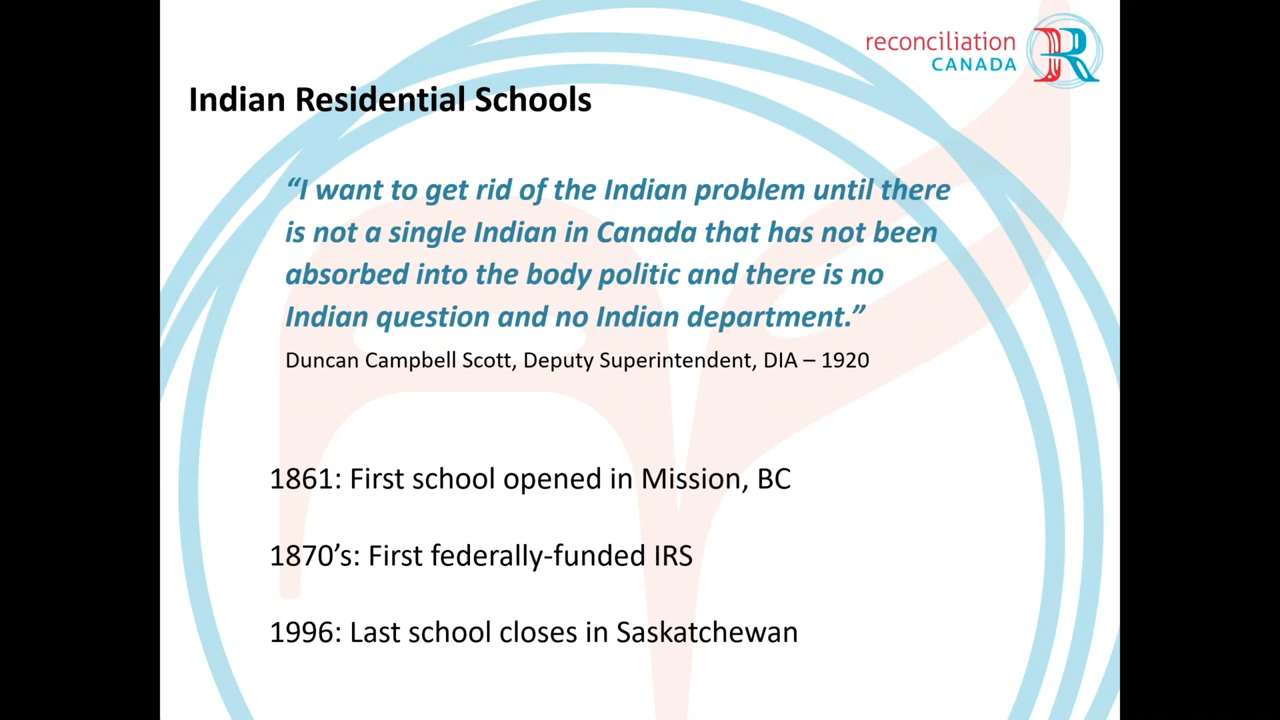 reconciliation
CANADA
R
Indian Residential Schools
“I want to get rid of the Indian problem until there
is not a single Indian in Canada that has not been
absorbed into the body politic and there is no
Indian question and no Indian department.”
Duncan Campbell Scott, Deputy Superintendent, DIA – 1920
1861: First school opened in Mission, BC
1870’s: First federally-funded IRS
1996: Last school closes in Saskatchewan